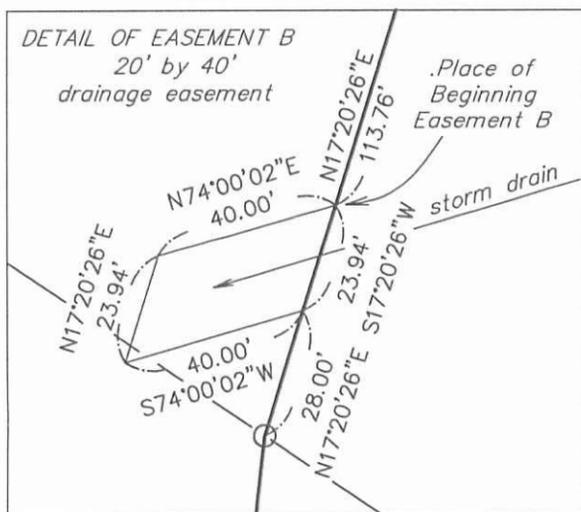 DETAIL OF EASEMENT B
20' by 40'
drainage easement
.Place of
Beginning
Easement B
N17°20'26"E
113.76'
N74°00'02"E
40.00'
storm drain
S17°20'26"W
23.94'
N17°20'26"E
23.94'
40.00'
S74°00'02"W
28.00'
N17°20'26"E